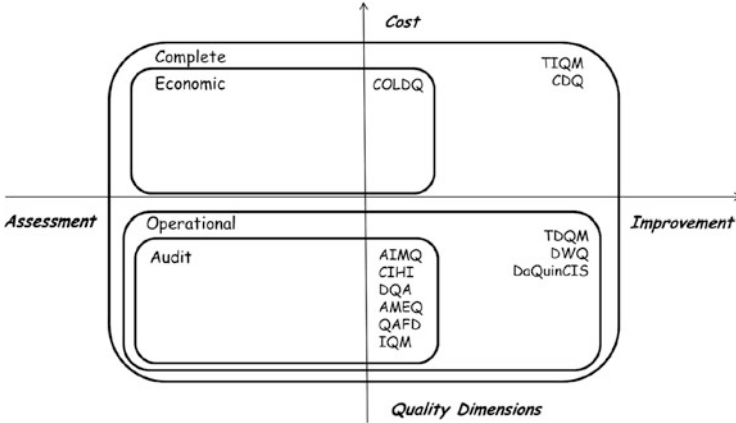 Cost
Complete
TIQM
CDQ
Economic
COLDQ
Assessment
Improvement
Operational
TDQM
DWQ
DaQuinCIS
Audit
AIMQ
CIHI
DQA
AMEQ
QAFD
IQM
Quality Dimensions